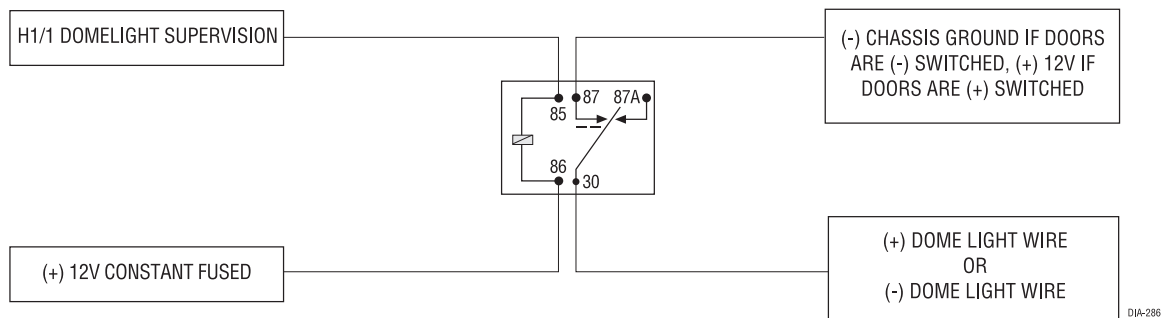 H1/1 DOMELIGHT SUPERVISION
(-) CHASSIS GROUND IF DOORS
ARE (-) SWITCHED, (+) 12V IF
DOORS ARE (+) SWITCHED
87 87A
85
86
30
(+) 12V CONSTANT FUSED
(+) DOME LIGHT WIRE
OR
(-) DOME LIGHT WIRE
DIA-286